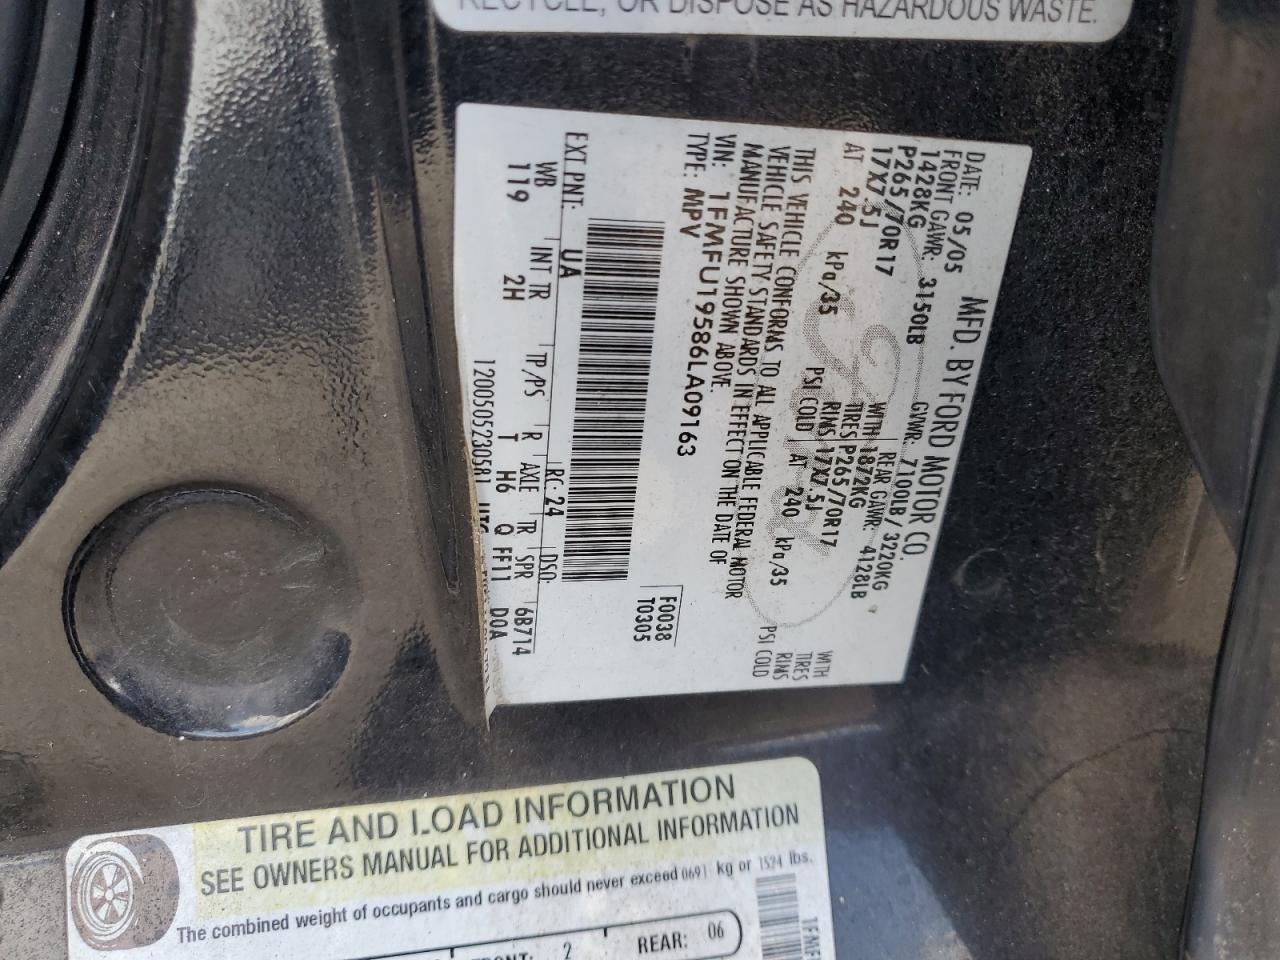 RECYCLE, OR DISPOSE AS HAZARDOUS WASTE.
MFD. BY FORD MOTOR CO.
DATE: 05/05 GVWR: 7100LB/ 3220KG
FRONT GAWR: 3150LB REAR GAWR: 4128LB
1428KG WITH 1872KG WITH
P265/70R17 TIRES P265/70R17 TIRES
17X7.5J RIMS 17X7.5J RIMS
AT 240 kPa/35 PSI COLD AT 240 kPa/35 PSI COLD
THIS VEHICLE CONFORMS TO ALL APPLICABLE FEDERAL MOTOR
VEHICLE SAFETY STANDARDS IN EFFECT ON THE DATE OF
MANUFACTURE SHOWN ABOVE.
VIN: 1FMFU19586LA09163
TYPE: MPV
F0038
T0305
EXT PNT: UA RC: 24 DSO:
WB INT TR TP/PS R AXLE TR SPR 6B714
119 2H T H6 Q FF11 DOA
1200505230581 UTC
TIRE AND LOAD INFORMATION
SEE OWNERS MANUAL FOR ADDITIONAL INFORMATION
The combined weight of occupants and cargo should never exceed 0691 kg or 1524 lbs.
FRONT: 2 REAR: 06
1FMF